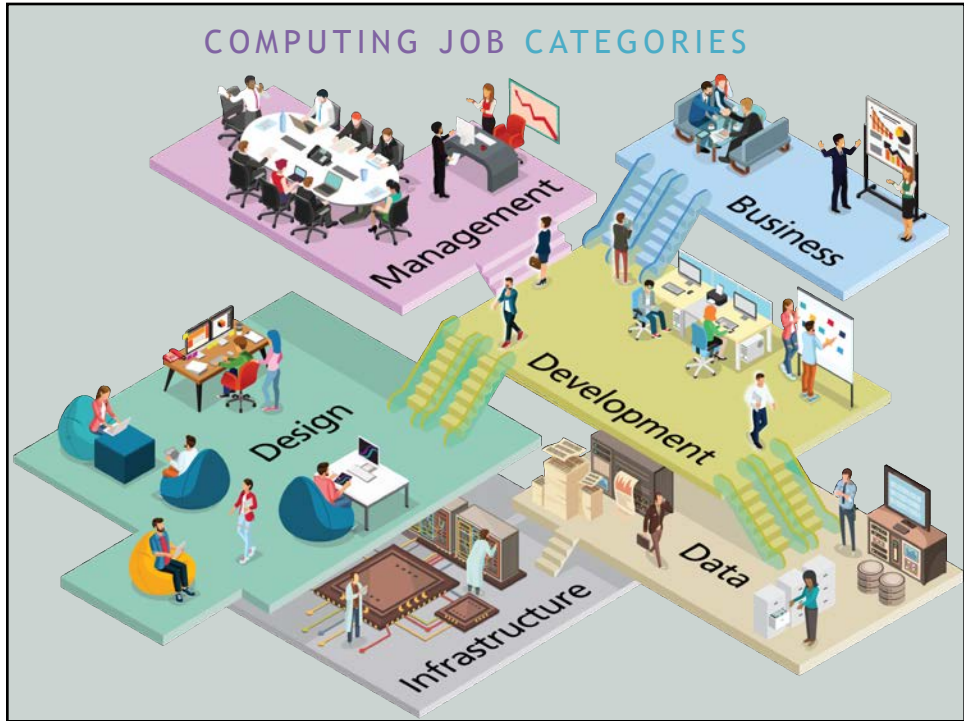 COMPUTING JOB CATEGORIES
Management
Business
Development
Design
Data
Infrastructure